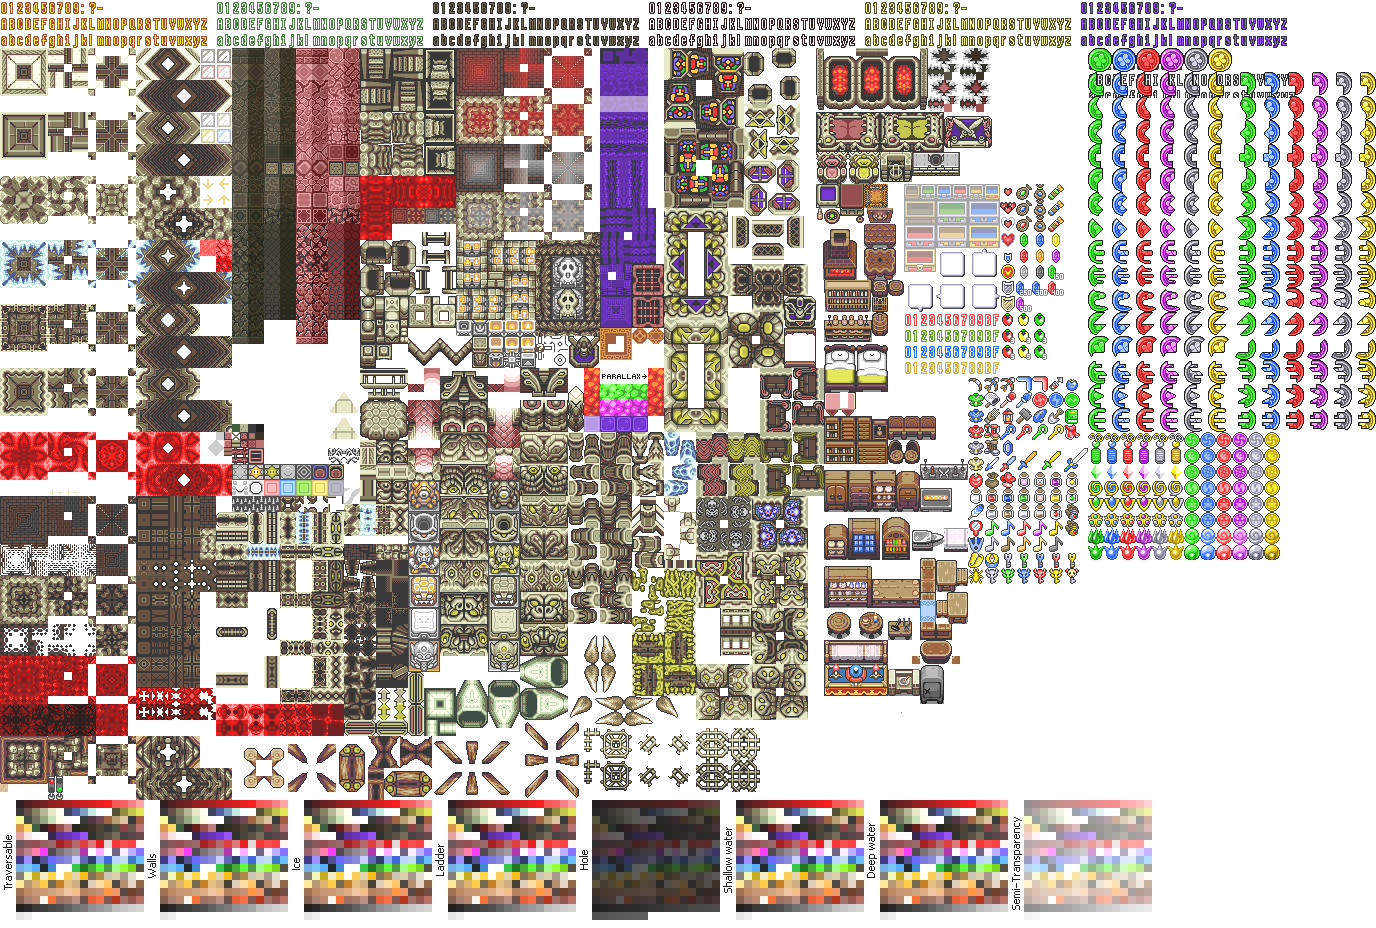 0123456789:?- 0123456789:?- 0123456789:?- 0123456789:?- 0123456789:?- 0123456789:?-
ABCDEFGHIJKLMNOPQRSTUVWXYZ ABCDEFGHIJKLMNOPQRSTUVWXYZ ABCDEFGHIJKLMNOPQRSTUVWXYZ ABCDEFGHIJKLMNOPQRSTUVWXYZ ABCDEFGHIJKLMNOPQRSTUVWXYZ ABCDEFGHIJKLMNOPQRSTUVWXYZ
abcdefghijklmnopqrstuvwxyz abcdefghijklmnopqrstuvwxyz abcdefghijklmnopqrstuvwxyz abcdefghijklmnopqrstuvwxyz abcdefghijklmnopqrstuvwxyz abcdefghijklmnopqrstuvwxyz
0123456789BF
0123456789BF
0123456789BF
0123456789BF
PARALLAX→
Traversable
Walls
Ice
Ladder
Hole
Shallow water
Deep water
Semi-Transparency